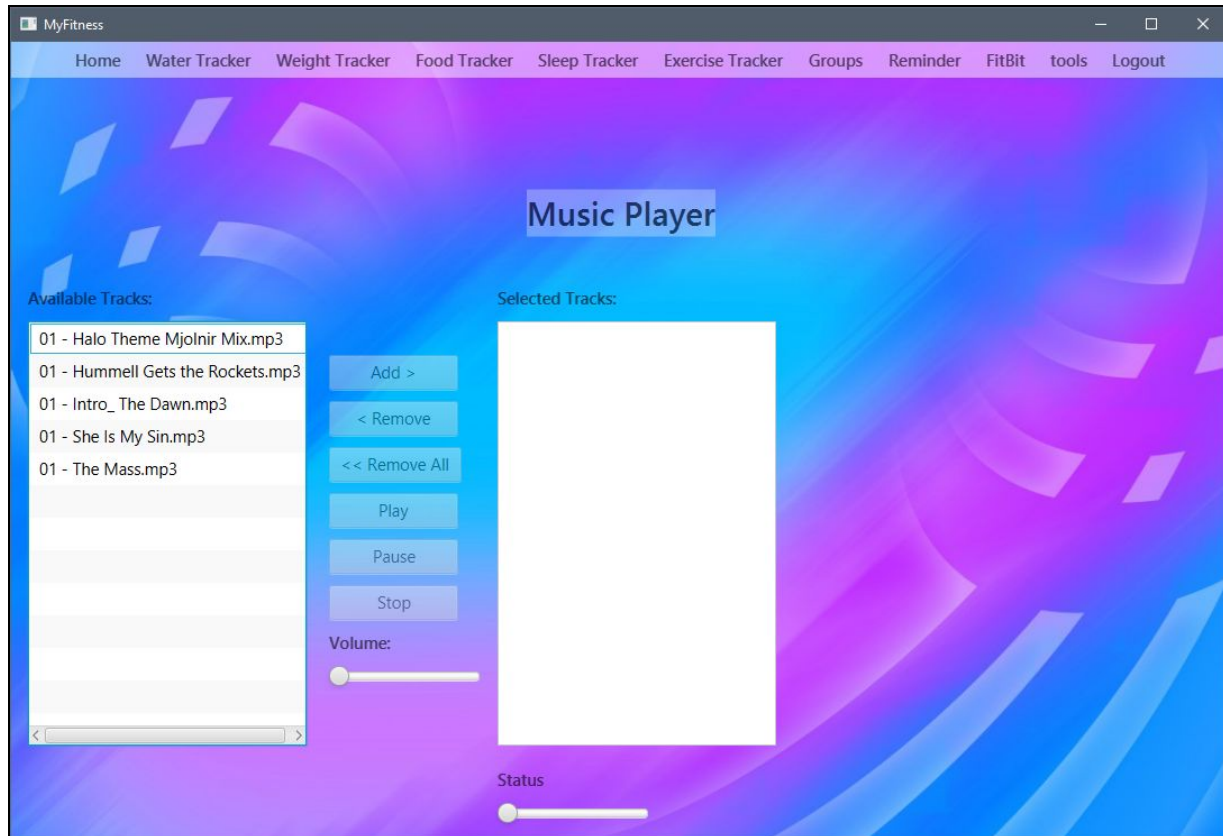 MyFitness
Home Water Tracker Weight Tracker Food Tracker Sleep Tracker Exercise Tracker Groups Reminder FitBit tools Logout
Music Player
Available Tracks:
01 - Halo Theme Mjolnir Mix.mp3
01 - Hummell Gets the Rockets.mp3
01 - Intro_ The Dawn.mp3
01 - She Is My Sin.mp3
01 - The Mass.mp3
Add >
< Remove
<< Remove All
Play
Pause
Stop
Volume:
Selected Tracks:
Status